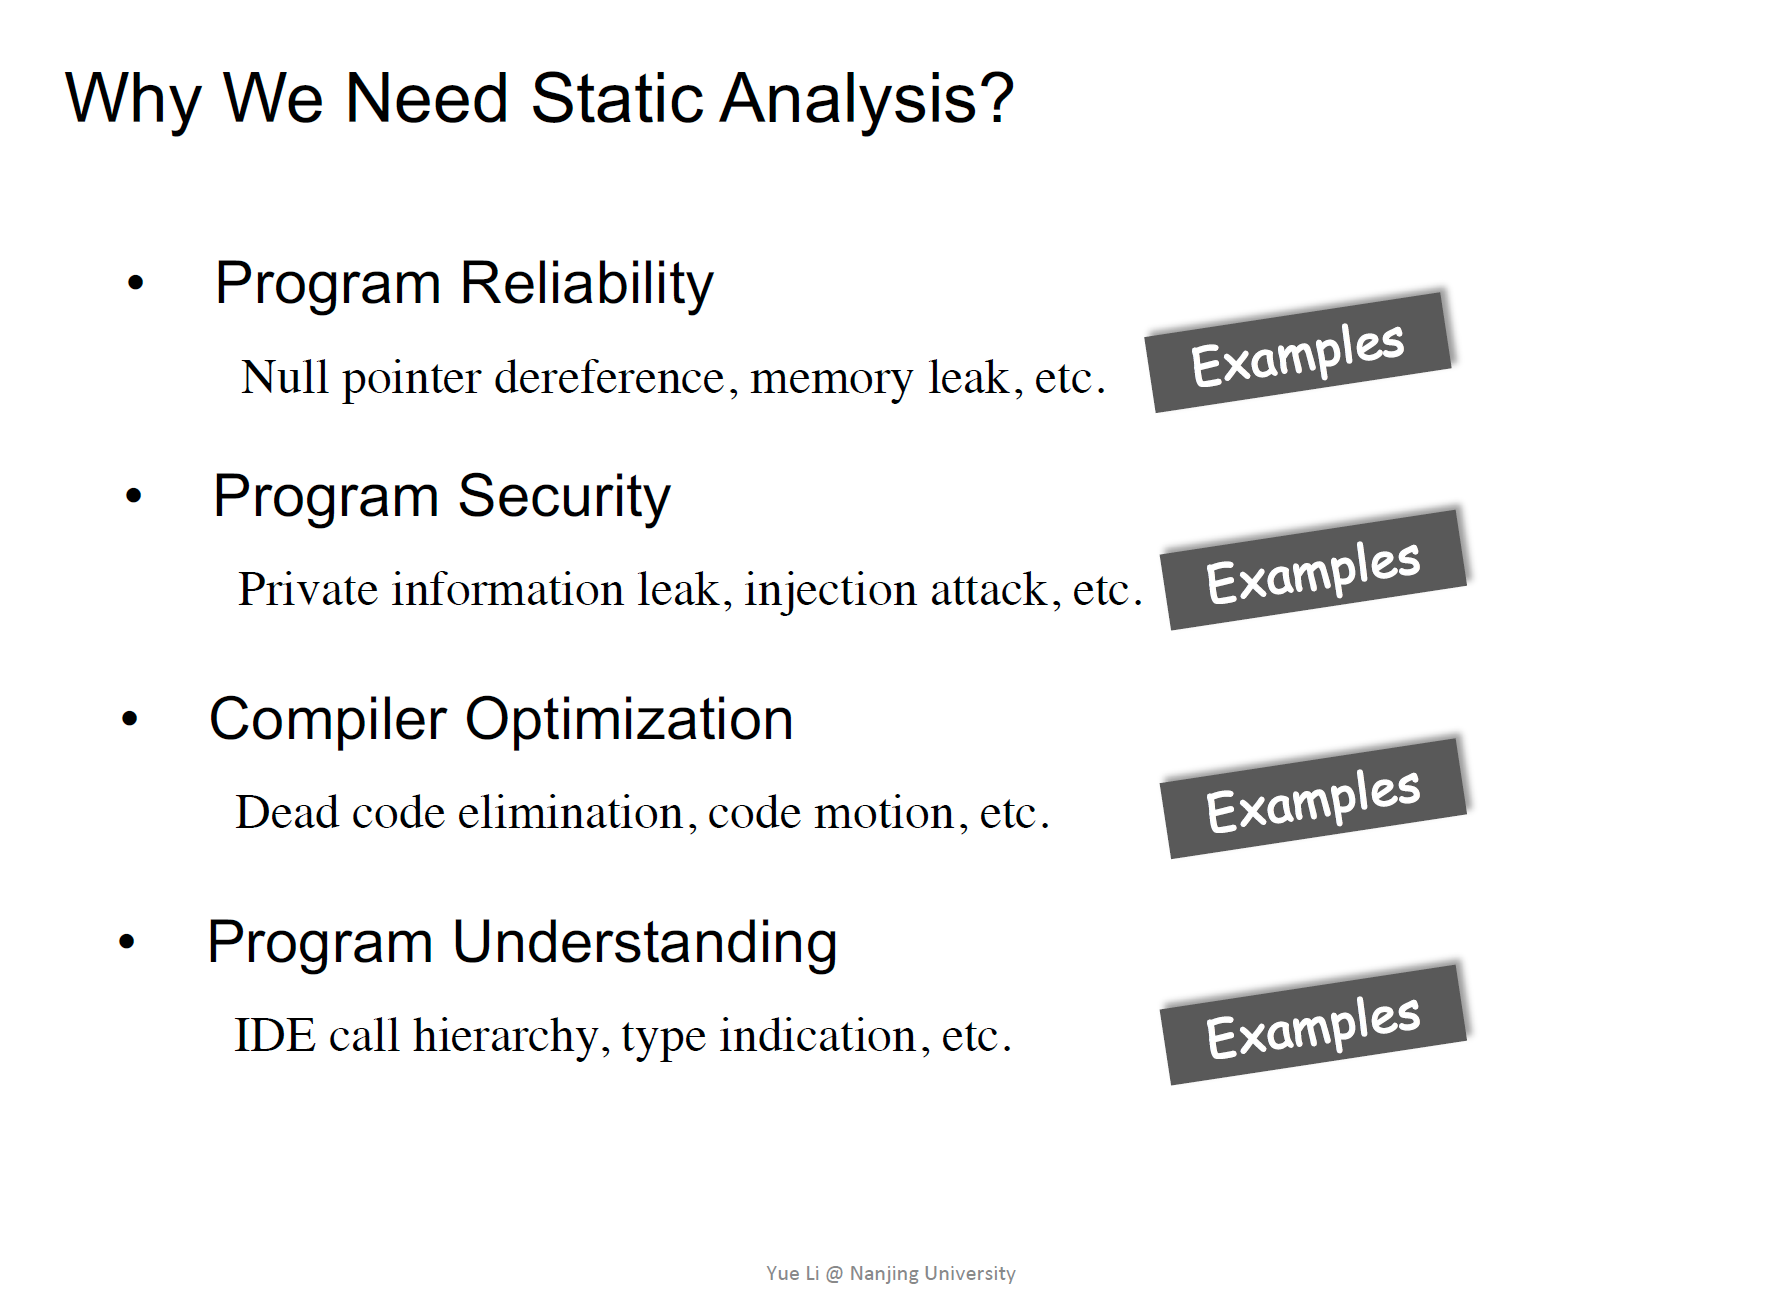 Why We Need Static Analysis?
• Program Reliability
Null pointer dereference, memory leak, etc.
Examples
• Program Security
Private information leak, injection attack, etc.
Examples
• Compiler Optimization
Dead code elimination, code motion, etc.
Examples
• Program Understanding
IDE call hierarchy, type indication, etc.
Examples
Yue Li @ Nanjing University